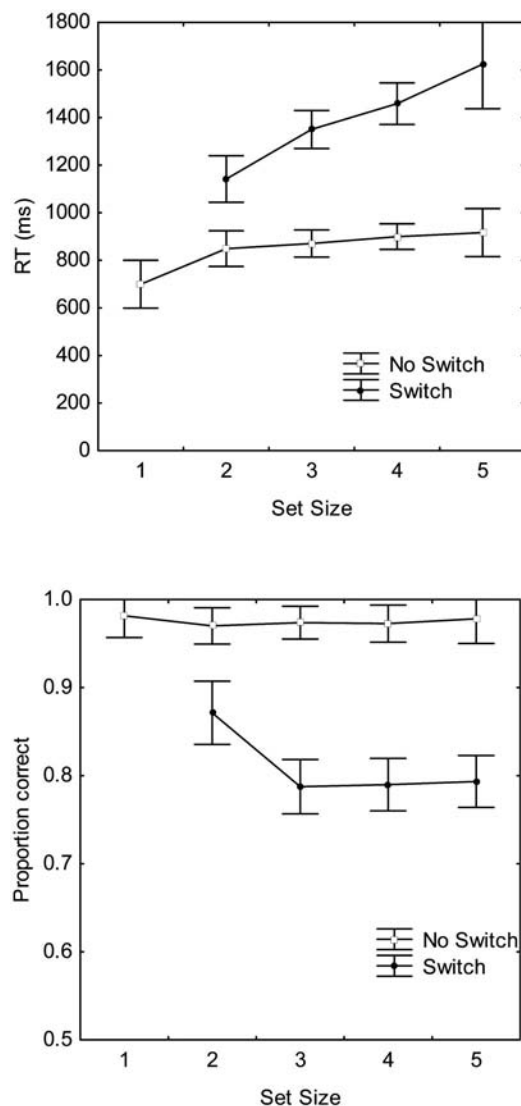 1800
1600
1400
1200
1000
800
600
400
200
0
RT (ms)
No Switch
Switch
1 2 3 4 5
Set Size
1.0
0.9
0.8
0.7
0.6
0.5
Proportion correct
No Switch
Switch
1 2 3 4 5
Set Size